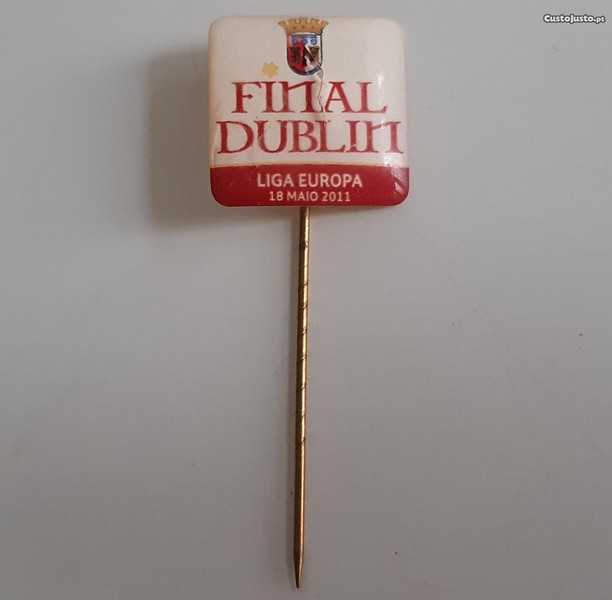 CustoJusto.pt
FINAL
DUBLIN
LIGA EUROPA
18 MAIO 2011